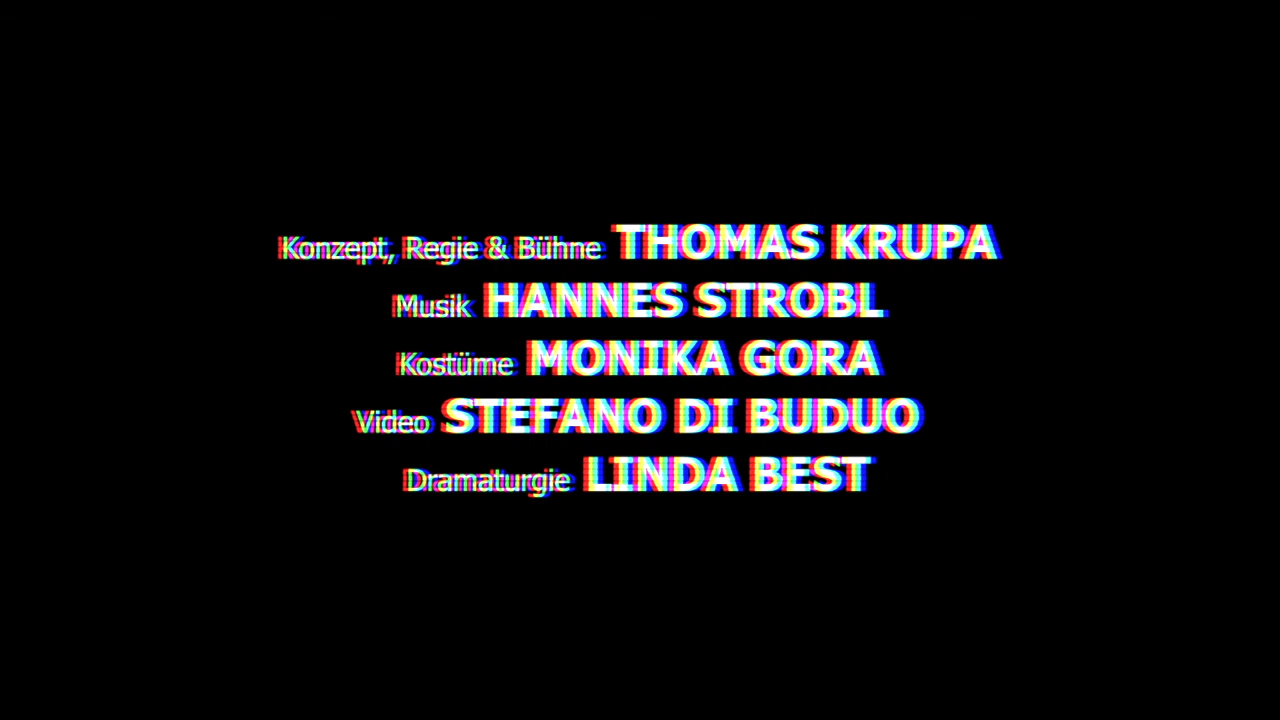 Konzept, Regie & Bühne THOMAS KRUPA
Musik HANNES STROBL
Kostüme MONIKA GORA
Video STEFANO DI BUDUO
Dramaturgie LINDA BEST